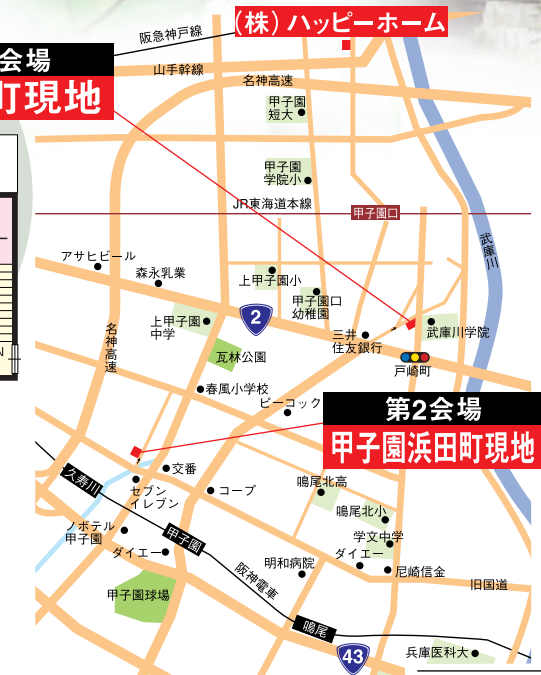 (株)ハッピーホーム
阪急神戸線
会場
町現地
山手幹線
名神高速
甲子園
短大
甲子園
学院小
JR東海道本線
甲子園口
武庫川
アサヒビール
森永乳業
上甲子園小
甲子園口
幼稚園
上甲子園
中学
2
三井
住友銀行
武庫川学院
戸崎町
名神高速
瓦林公園
春風小学校
ピーコック
第2会場
甲子園浜田町現地
久寿川
交番
セブン
イレブン
コープ
鳴尾北高
鳴尾北小
学文中学
ノボテル
甲子園
甲子園
ダイエー
ダイエー
明和病院
尼崎信金
阪神電車
旧国道
甲子園球場
鳴尾
43
兵庫医科大
N